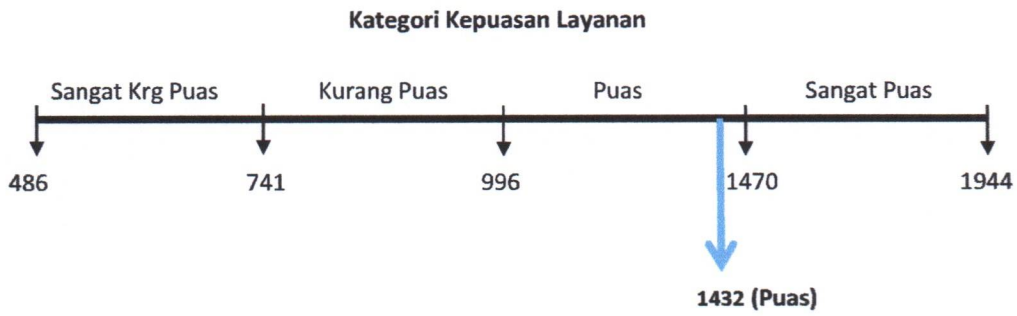 Kategori Kepuasan Layanan
Sangat Krg Puas Kurang Puas Puas Sangat Puas
486 741 996 1470 1944
1432 (Puas)